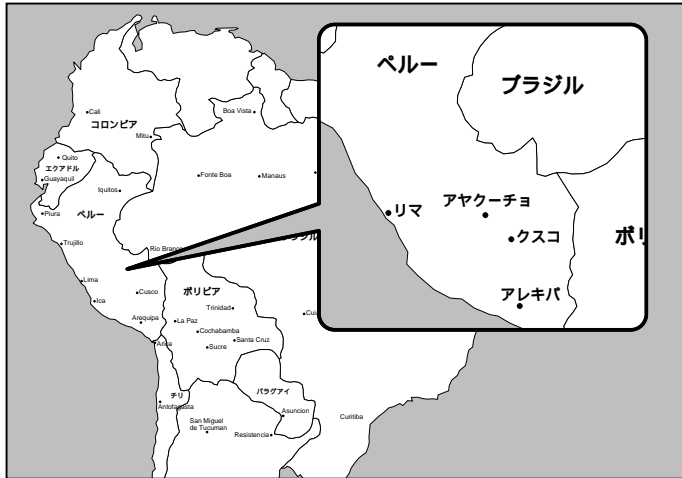 Cali
コロンビア
Mitu
Boa Vista
Quito
エクアドル
Guayaquil
Iquitos
Fonte Boa
Manaus
Piura
ペルー
Trujillo
Rio Branco
Lima
Ica
Cusco
Arequipa
Arica
ボリビア
Trinidad
La Paz
Cochabamba
Santa Cruz
Sucre
チリ
Antofagasta
パラグアイ
Asuncion
San Miguel
de Tucuman
Resistencia
Curitiba
ペルー
ブラジル
リマ
アヤクーチョ
クスコ
アレキパ